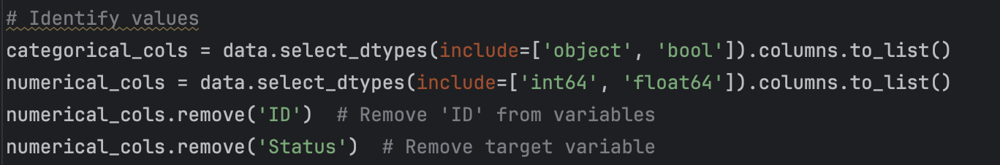 # Identify values
categorical_cols = data.select_dtypes(include=['object', 'bool']).columns.to_list()
numerical_cols = data.select_dtypes(include=['int64', 'float64']).columns.to_list()
numerical_cols.remove('ID')  # Remove 'ID' from variables
numerical_cols.remove('Status')  # Remove target variable